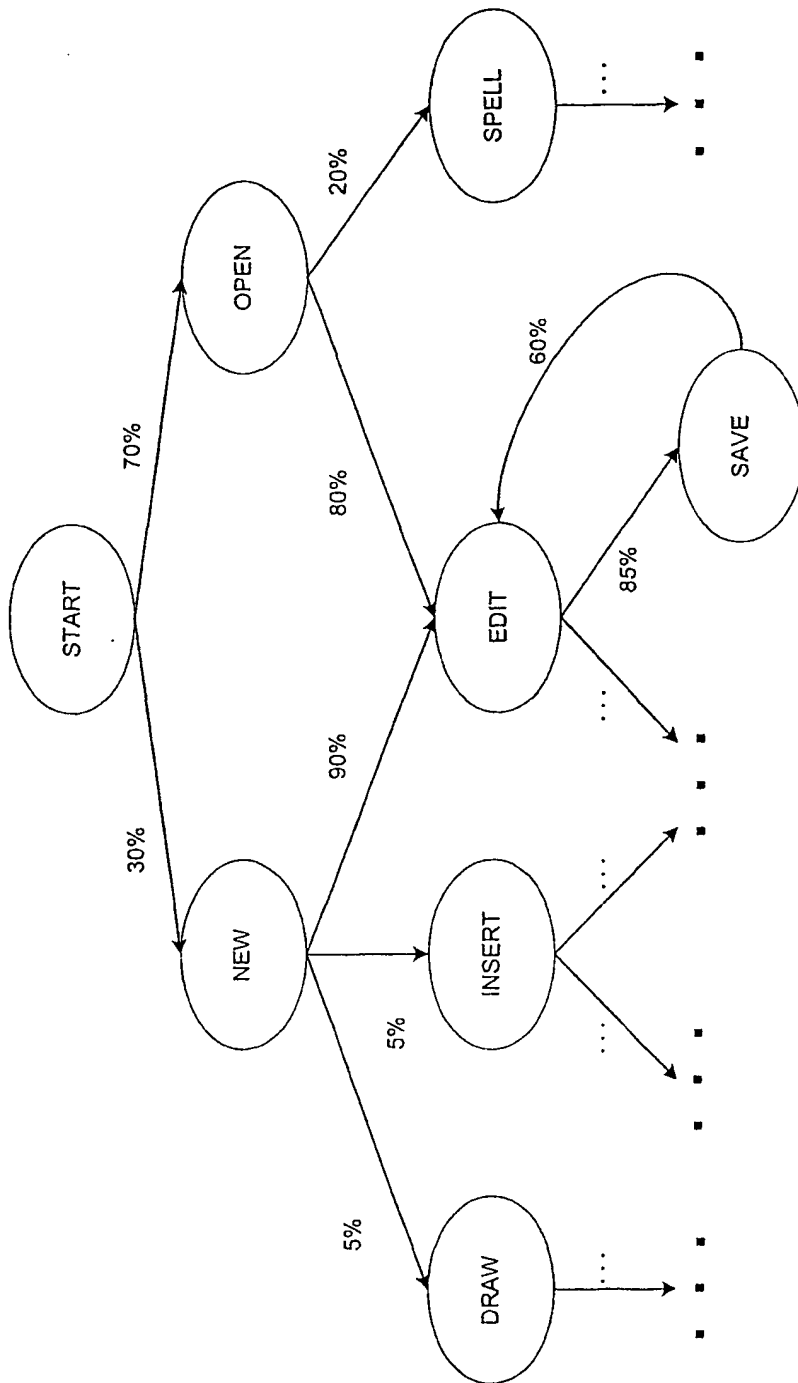 START
30%
70%
NEW
OPEN
5%
5%
90%
80%
20%
DRAW
INSERT
EDIT
SPELL
85%
60%
SAVE